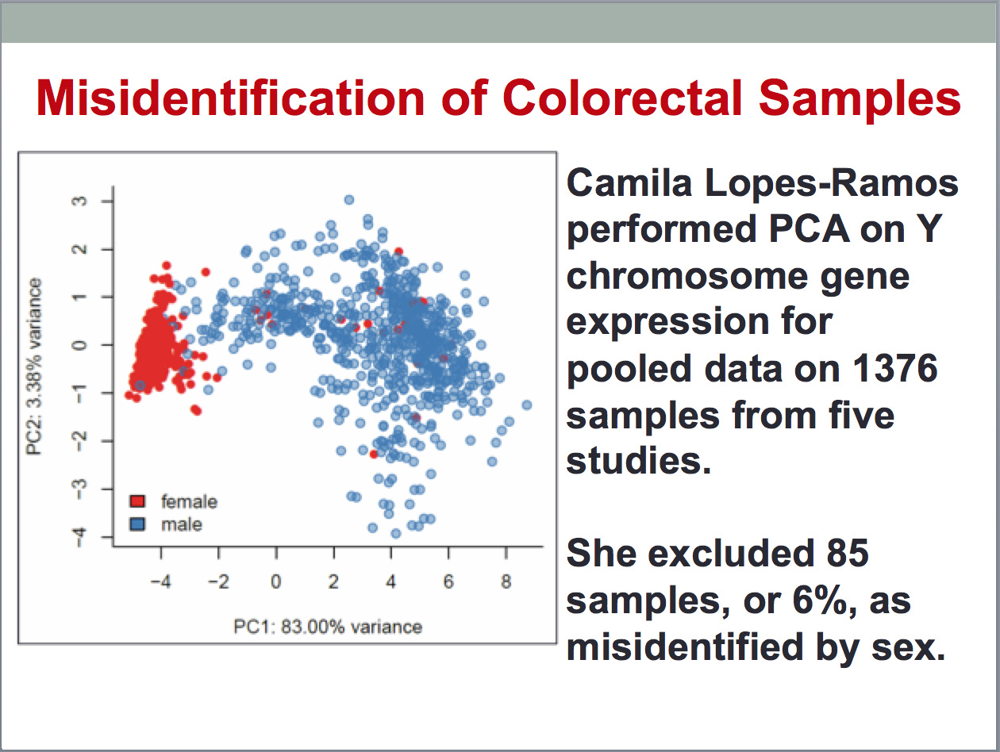 Misidentification of Colorectal Samples
PC2: 3.38% variance
3
2
1
0
−1
−2
−3
−4
female
male
−4
−2
0
2
4
6
8
PC1: 83.00% variance
Camila Lopes-Ramos
performed PCA on Y
chromosome gene
expression for
pooled data on 1376
samples from five
studies.
She excluded 85
samples, or 6%, as
misidentified by sex.